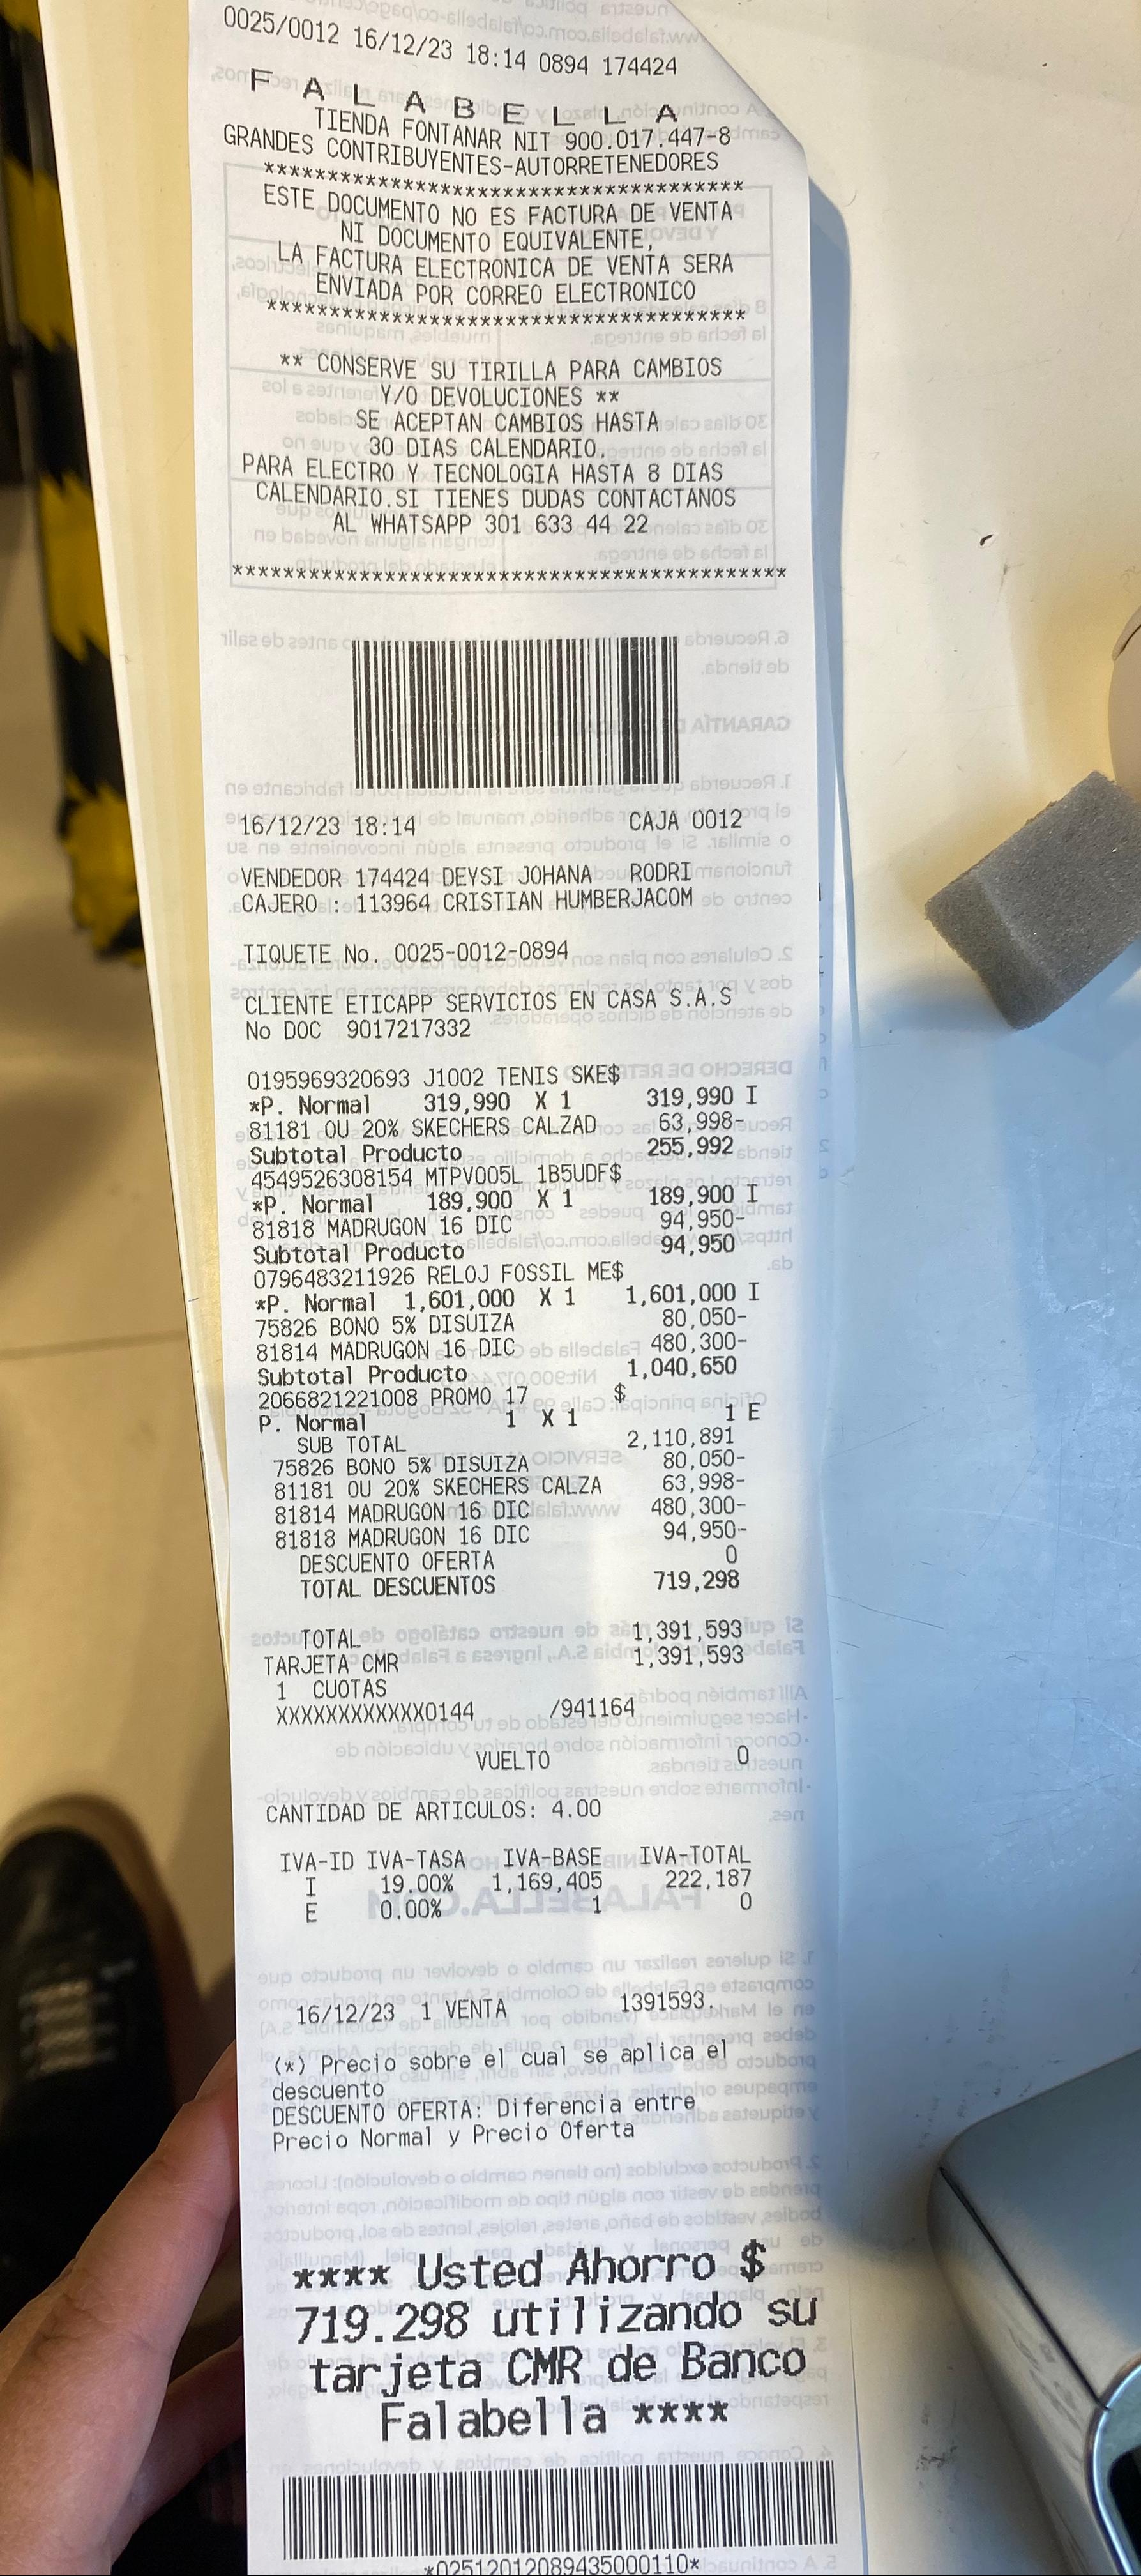 0025/0012 16/12/23 18:14 0894 174424
F A L A B E L L A
TIENDA FONTANAR NIT 900.017.447-8
GRANDES CONTRIBUYENTES-AUTORRETENEDORES
**************************************
ESTE DOCUMENTO NO ES FACTURA DE VENTA
NI DOCUMENTO EQUIVALENTE,
LA FACTURA ELECTRONICA DE VENTA SERA
ENVIADA POR CORREO ELECTRONICO
**************************************
** CONSERVE SU TIRILLA PARA CAMBIOS
Y/O DEVOLUCIONES **
SE ACEPTAN CAMBIOS HASTA
30 DIAS CALENDARIO.
PARA ELECTRO Y TECNOLOGIA HASTA 8 DIAS
CALENDARIO.SI TIENES DUDAS CONTACTANOS
AL WHATSAPP 301 633 44 22
********************************************
16/12/23 18:14 CAJA 0012
VENDEDOR 174424 DEYSI JOHANA RODRI
CAJERO : 113964 CRISTIAN HUMBERJACOM
TIQUETE No. 0025-0012-0894
CLIENTE ETICAPP SERVICIOS EN CASA S.A.S
No DOC 9017217332
0195969320693 J1002 TENIS SKE$
*P. Normal 319,990 X 1 319,990 I
81181 OU 20% SKECHERS CALZAD 63,998-
Subtotal Producto 255,992
4549526308154 MTPV005L 1B5UDF$
*P. Normal 189,900 X 1 189,900 I
81818 MADRUGON 16 DIC 94,950-
Subtotal Producto 94,950
0796483211926 RELOJ FOSSIL ME$
*P. Normal 1,601,000 X 1 1,601,000 I
75826 BONO 5% DISUIZA 80,050-
81814 MADRUGON 16 DIC 480,300-
Subtotal Producto 1,040,650
2066821221008 PROMO 17 $
P. Normal 1 X 1 1 E
SUB TOTAL 2,110,891
75826 BONO 5% DISUIZA 80,050-
81181 OU 20% SKECHERS CALZA 63,998-
81814 MADRUGON 16 DIC 480,300-
81818 MADRUGON 16 DIC 94,950-
DESCUENTO OFERTA 0
TOTAL DESCUENTOS 719,298
TOTAL 1,391,593
TARJETA CMR 1,391,593
1 CUOTAS
XXXXXXXXXXXX0144 /941164
VUELTO 0
CANTIDAD DE ARTICULOS: 4.00
IVA-ID IVA-TASA IVA-BASE IVA-TOTAL
I 19.00% 1,169,405 222,187
E 0.00% 1 0
16/12/23 1 VENTA 1391593.
(*) Precio sobre el cual se aplica el
descuento
DESCUENTO OFERTA: Diferencia entre
Precio Normal y Precio Oferta
**** Usted Ahorro $
719.298 utilizando su
tarjeta CMR de Banco
Falabella ****
*02512012089435000110*